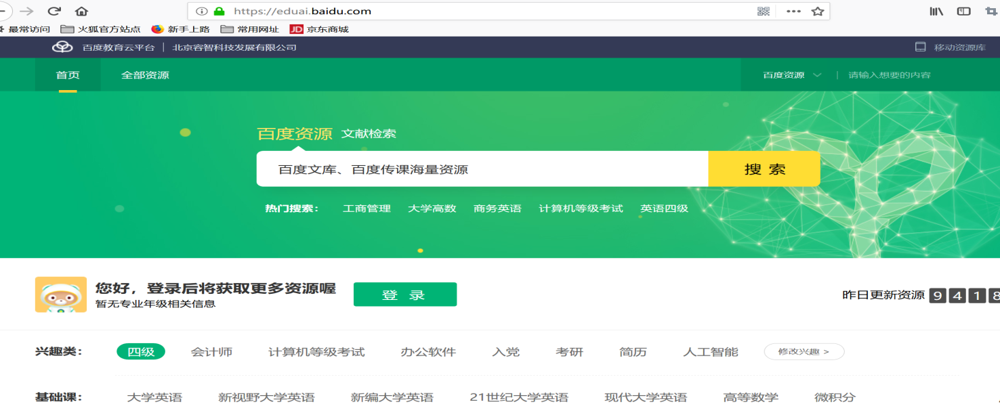 https://eduai.baidu.com
最常访问 火狐官方站点 新手上路 常用网址 JD 京东商城
百度教育云平台 | 北京容智科技发展有限公司 移动资源库
首页 全部资源 百度资源 | 请输入想要的内容
百度资源 文献检索
百度文库、百度传课海量资源 搜 索
热门搜索： 工商管理 大学高数 商务英语 计算机等级考试 英语四级
您好，登录后将获取更多资源喔 登 录
暂无专业年级相关信息
昨日更新资源 9 4 1 8
兴趣类： 四级 会计师 计算机等级考试 办公软件 入党 考研 简历 人工智能 修改兴趣 >
基础课： 大学英语 新视野大学英语 新编大学英语 21世纪大学英语 现代大学英语 高等数学 微积分